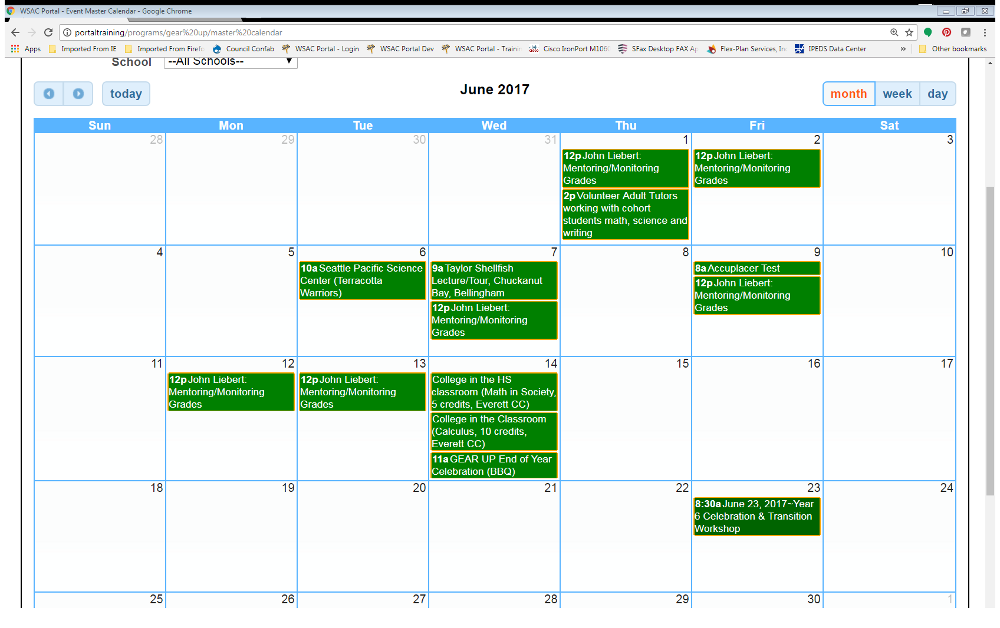 WSAC Portal - Event Master Calendar - Google Chrome
portaltraining/programs/gear%20up/master%20calendar
Apps Imported From IE Imported From Firefo Council Confab WSAC Portal - Login WSAC Portal Dev WSAC Portal - Trainin Cisco IronPort M106 SFax Desktop FAX Ap Flex-Plan Services, In IPEDS Data Center » Other bookmarks
School --All Schools--
today June 2017 month week day
Sun Mon Tue Wed Thu Fri Sat
28 29 30 31 1 2 3
12p John Liebert:
Mentoring/Monitoring
Grades
2p Volunteer Adult Tutors
working with cohort
students math, science and
writing
12p John Liebert:
Mentoring/Monitoring
Grades
4 5 6 7 8 9 10
10a Seattle Pacific Science
Center (Terracotta
Warriors)
9a Taylor Shellfish
Lecture/Tour, Chuckanut
Bay, Bellingham
12p John Liebert:
Mentoring/Monitoring
Grades
8a Accuplacer Test
12p John Liebert:
Mentoring/Monitoring
Grades
11 12 13 14 15 16 17
12p John Liebert:
Mentoring/Monitoring
Grades
12p John Liebert:
Mentoring/Monitoring
Grades
College in the HS
classroom (Math in Society,
5 credits, Everett CC)
College in the Classroom
(Calculus, 10 credits,
Everett CC)
11a GEAR UP End of Year
Celebration (BBQ)
18 19 20 21 22 23 24
8:30a June 23, 2017~Year
6 Celebration & Transition
Workshop
25 26 27 28 29 30 1